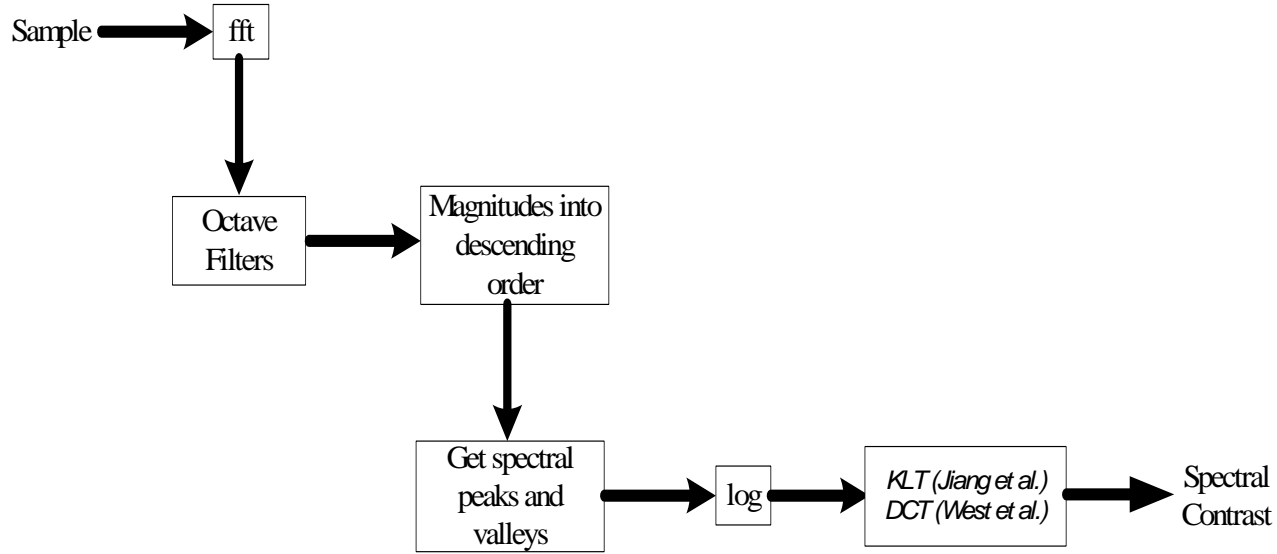 Sample
fft
Octave
Filters
Magnitudes into
descending
order
Get spectral
peaks and
valleys
log
KLT (Jiang et al.)
DCT (West et al.)
Spectral
Contrast